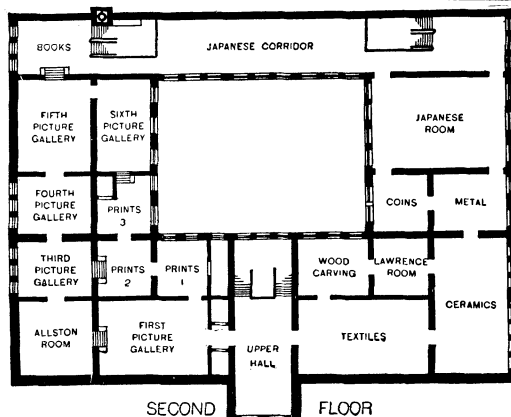 BOOKS
JAPANESE CORRIDOR
FIFTH
PICTURE
GALLERY
SIXTH
PICTURE
GALLERY
JAPANESE
ROOM
FOURTH
PICTURE
GALLERY
PRINTS
3
COINS
METAL
THIRD
PICTURE
GALLERY
PRINTS
2
PRINTS
1
WOOD
CARVING
LAWRENCE
ROOM
CERAMICS
ALLSTON
ROOM
FIRST
PICTURE
GALLERY
UPPER
HALL
TEXTILES
SECOND FLOOR